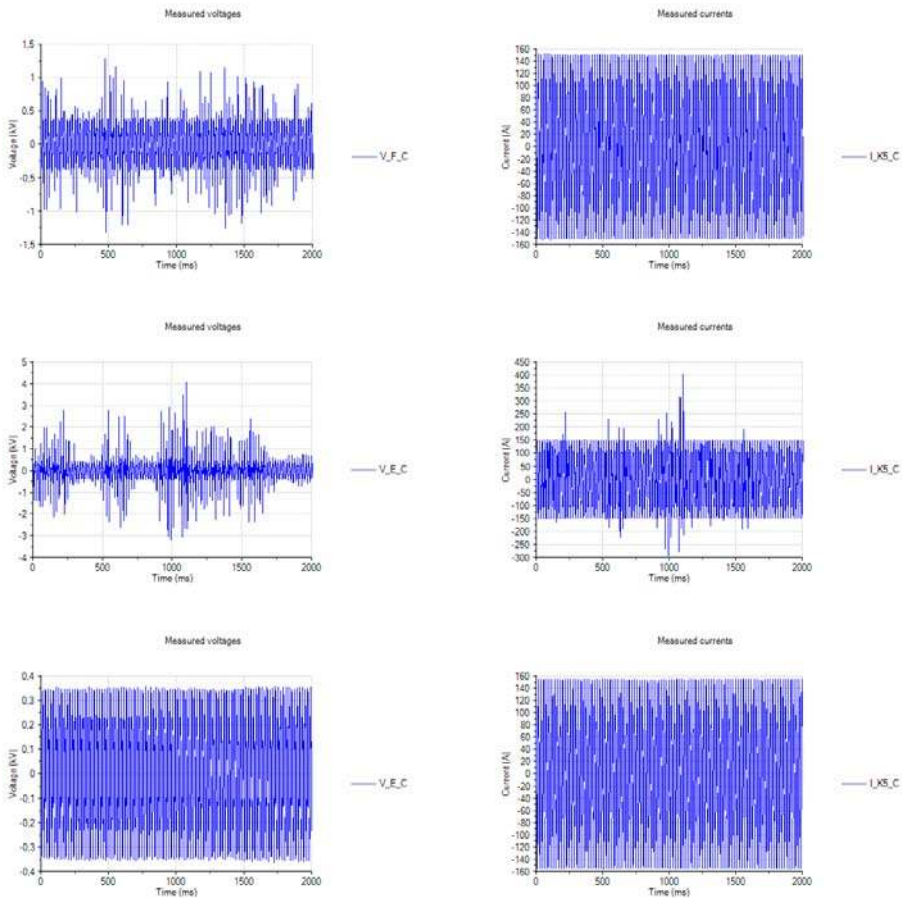 Measured voltages
Voltage [kV]
1,5
1
0,5
0
-0,5
-1
-1,5
0 500 1000 1500 2000
Time (ms)
V_F_C
Measured currents
Current [A]
160
140
120
100
80
60
40
20
0
-20
-40
-60
-80
-100
-120
-140
-160
0 500 1000 1500 2000
Time (ms)
I_K5_C
Measured voltages
Voltage [kV]
5
4
3
2
1
0
-1
-2
-3
-4
0 500 1000 1500 2000
Time (ms)
V_E_C
Measured currents
Current [A]
450
400
350
300
250
200
150
100
50
0
-50
-100
-150
-200
-250
-300
0 500 1000 1500 2000
Time (ms)
I_K5_C
Measured voltages
Voltage [kV]
0,4
0,3
0,2
0,1
0
-0,1
-0,2
-0,3
-0,4
0 500 1000 1500 2000
Time (ms)
V_E_C
Measured currents
Current [A]
160
140
120
100
80
60
40
20
0
-20
-40
-60
-80
-100
-120
-140
-160
0 500 1000 1500 2000
Time (ms)
I_K5_C